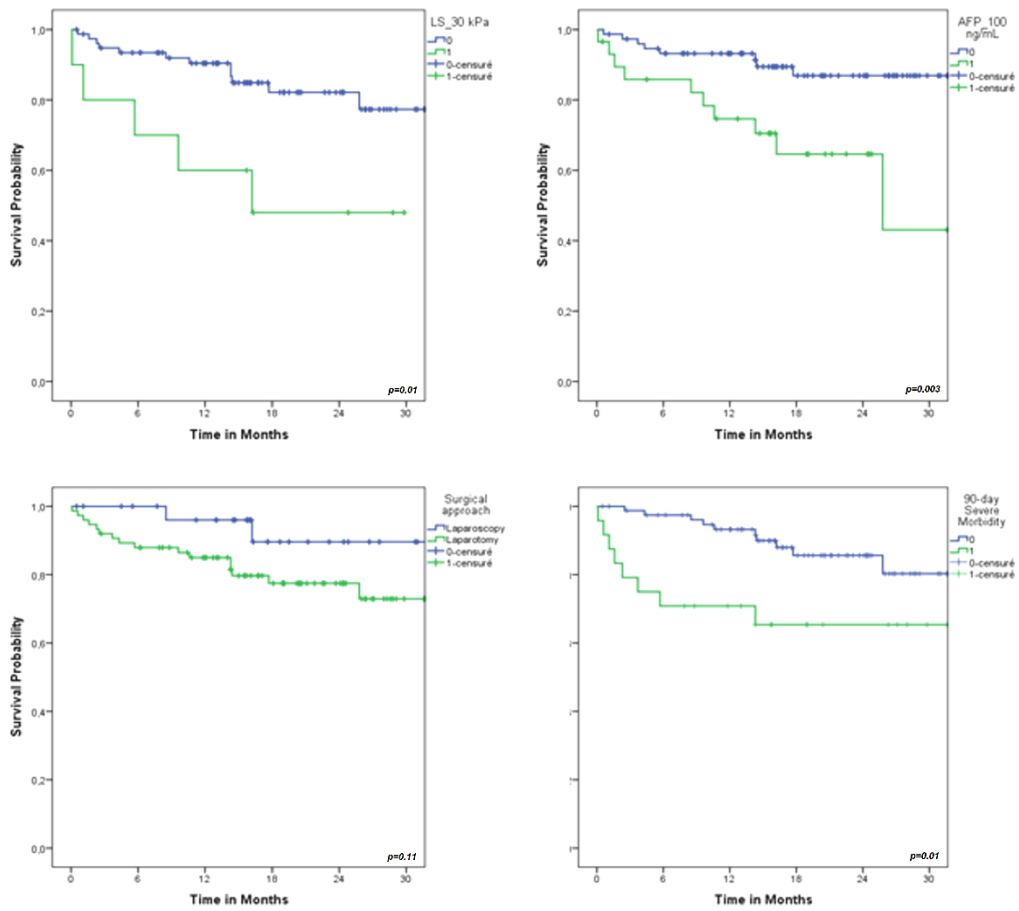 LS_30 kPa
0
1
0-censuré
1-censuré
Survival Probability
1,0
0,8
0,6
0,4
0,2
0,0
p=0.01
0 6 12 18 24 30
Time in Months
AFP_100
ng/mL
0
1
0-censuré
1-censuré
Survival Probability
1,0
0,8
0,6
0,4
0,2
0,0
p=0.003
0 6 12 18 24 30
Time in Months
Surgical
approach
Laparoscopy
Laparotomy
0-censuré
1-censuré
Survival Probability
1,0
0,8
0,6
0,4
0,2
0,0
p=0.11
0 6 12 18 24 30
Time in Months
90-day
Severe
Morbidity
0
1
0-censuré
1-censuré
p=0.01
0 6 12 18 24 30
Time in Months